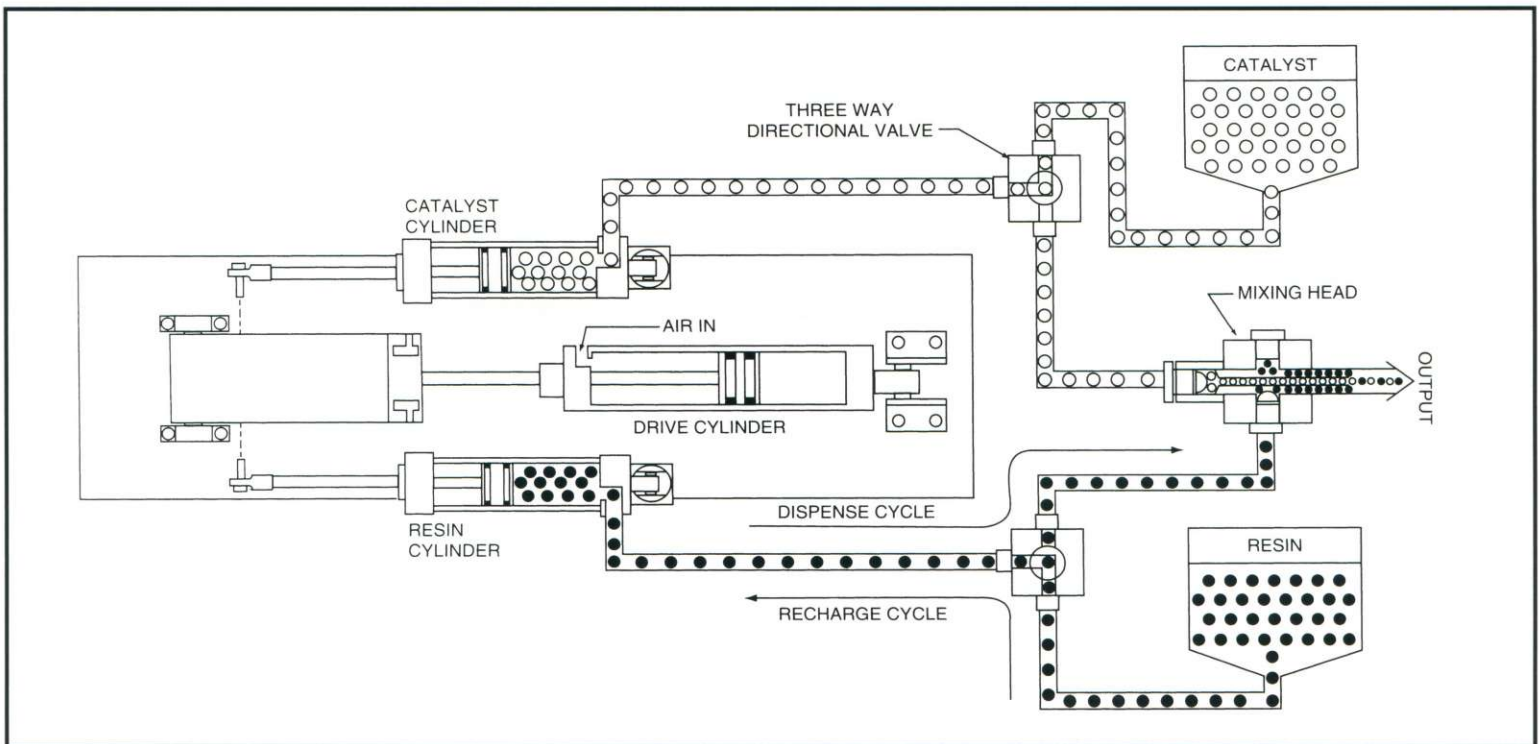 CATALYST
THREE WAY
DIRECTIONAL VALVE
CATALYST
CYLINDER
MIXING HEAD
AIR IN
OUTPUT
DRIVE CYLINDER
DISPENSE CYCLE
RESIN
CYLINDER
RESIN
RECHARGE CYCLE